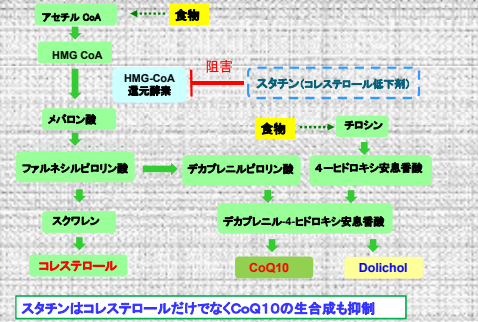 アセチルCoA
食物
HMG CoA
HMG-CoA
還元酵素
阻害
スタチン(コレステロール低下剤)
メバロン酸
食物
チロシン
ファルネシルピロリン酸
デカプレニルピロリン酸
4-ヒドロキシ安息香酸
スクワレン
デカプレニル-4-ヒドロキシ安息香酸
コレステロール
CoQ10
Dolichol
スタチンはコレステロールだけでなくCoQ10の生合成も抑制